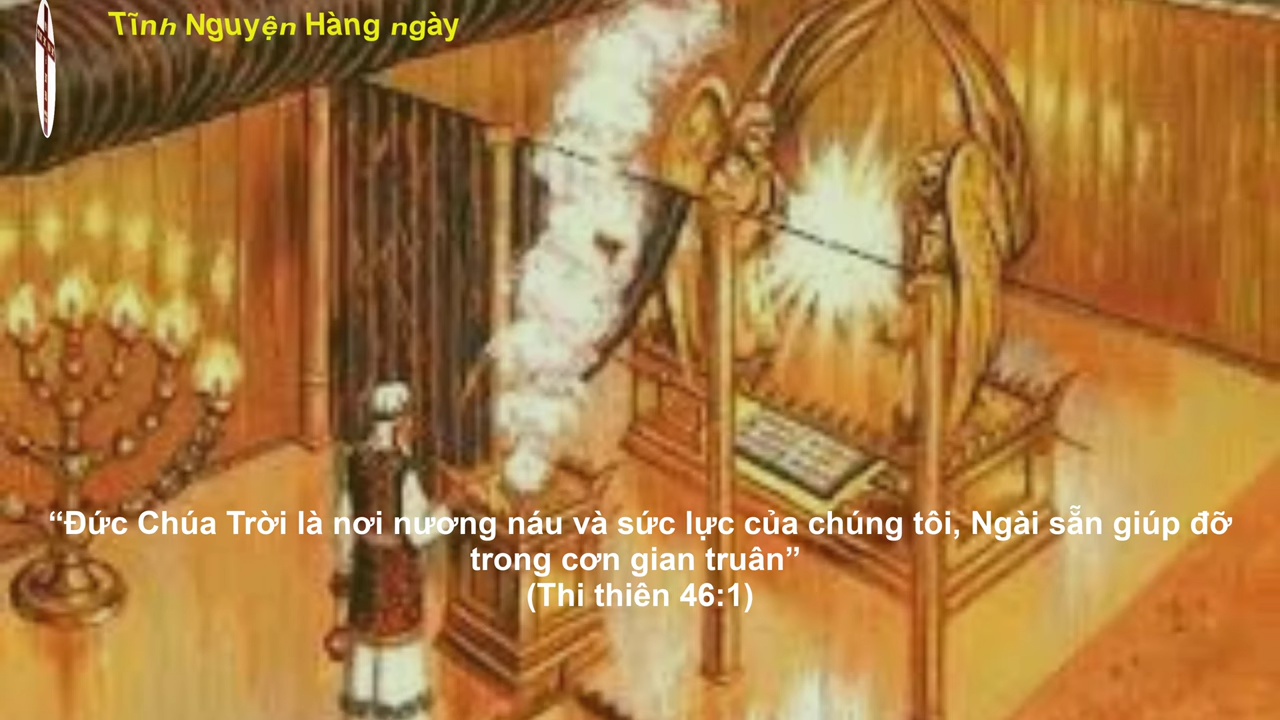 Tĩnh Nguyện Hàng ngày
“Đức Chúa Trời là nơi nương náu và sức lực của chúng tôi, Ngài sẵn giúp đỡ
trong cơn gian truân”
(Thi thiên 46:1)